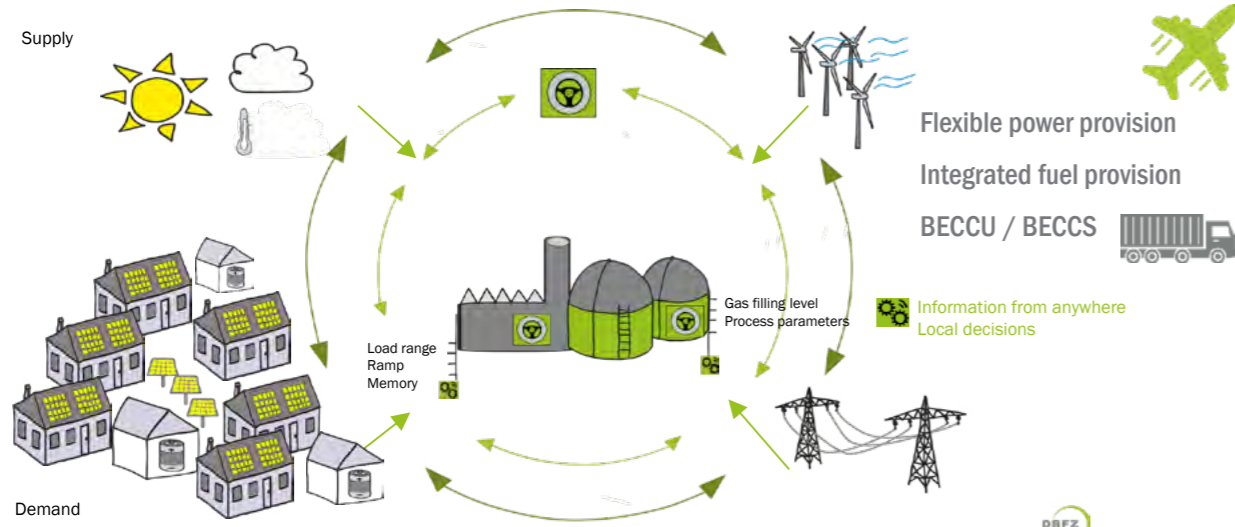 Supply
Flexible power provision
Integrated fuel provision
BECCU / BECCS
Gas filling level
Process parameters
Information from anywhere
Local decisions
Load range
Ramp
Memory
Demand
DBFZ